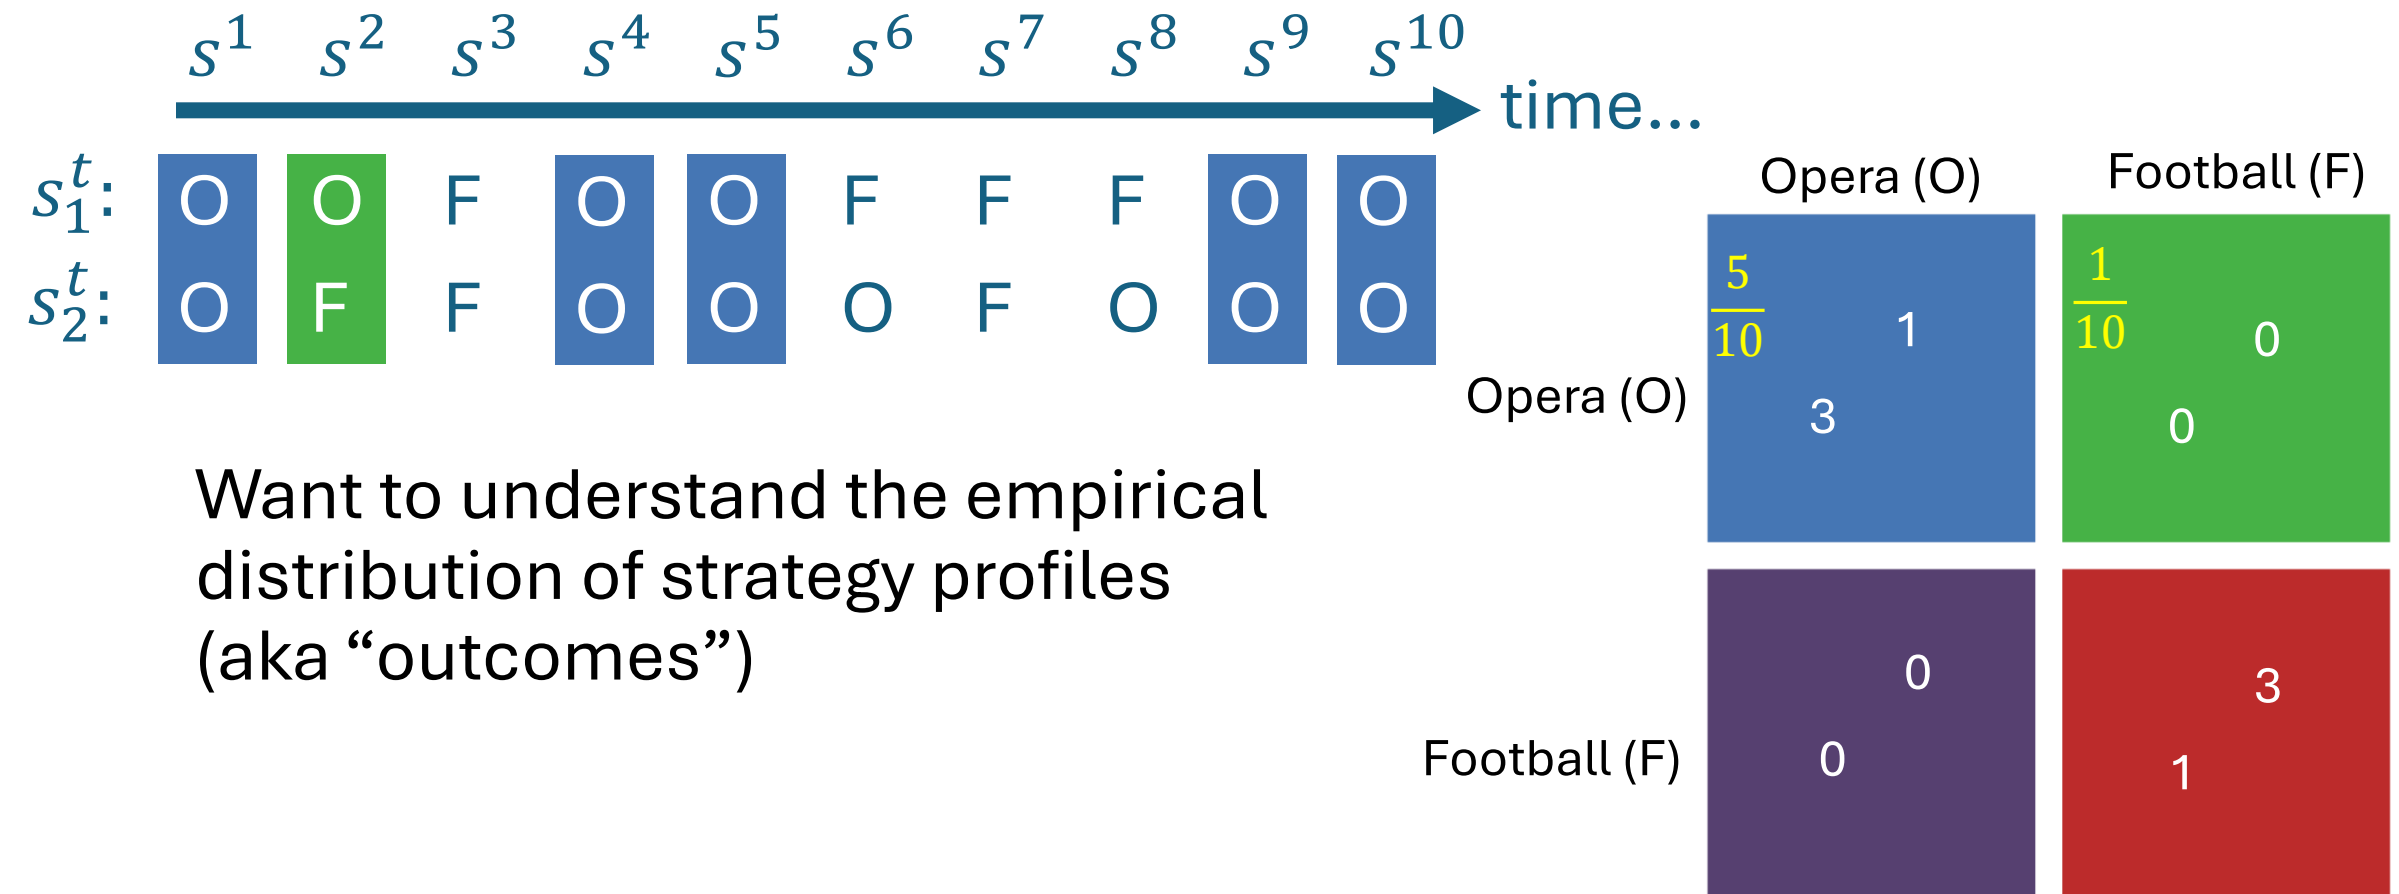 s¹ s² s³ s⁴ s⁵ s⁶ s⁷ s⁸ s⁹ s¹⁰
time...
s₁ᵗ: O O F O O F F F O O
s₂ᵗ: O F F O O O F O O O
Want to understand the empirical
distribution of strategy profiles
(aka “outcomes”)
Opera (O) Football (F)
Opera (O)
5/10 1
3
1/10 0
0
Football (F)
0
0
3
1